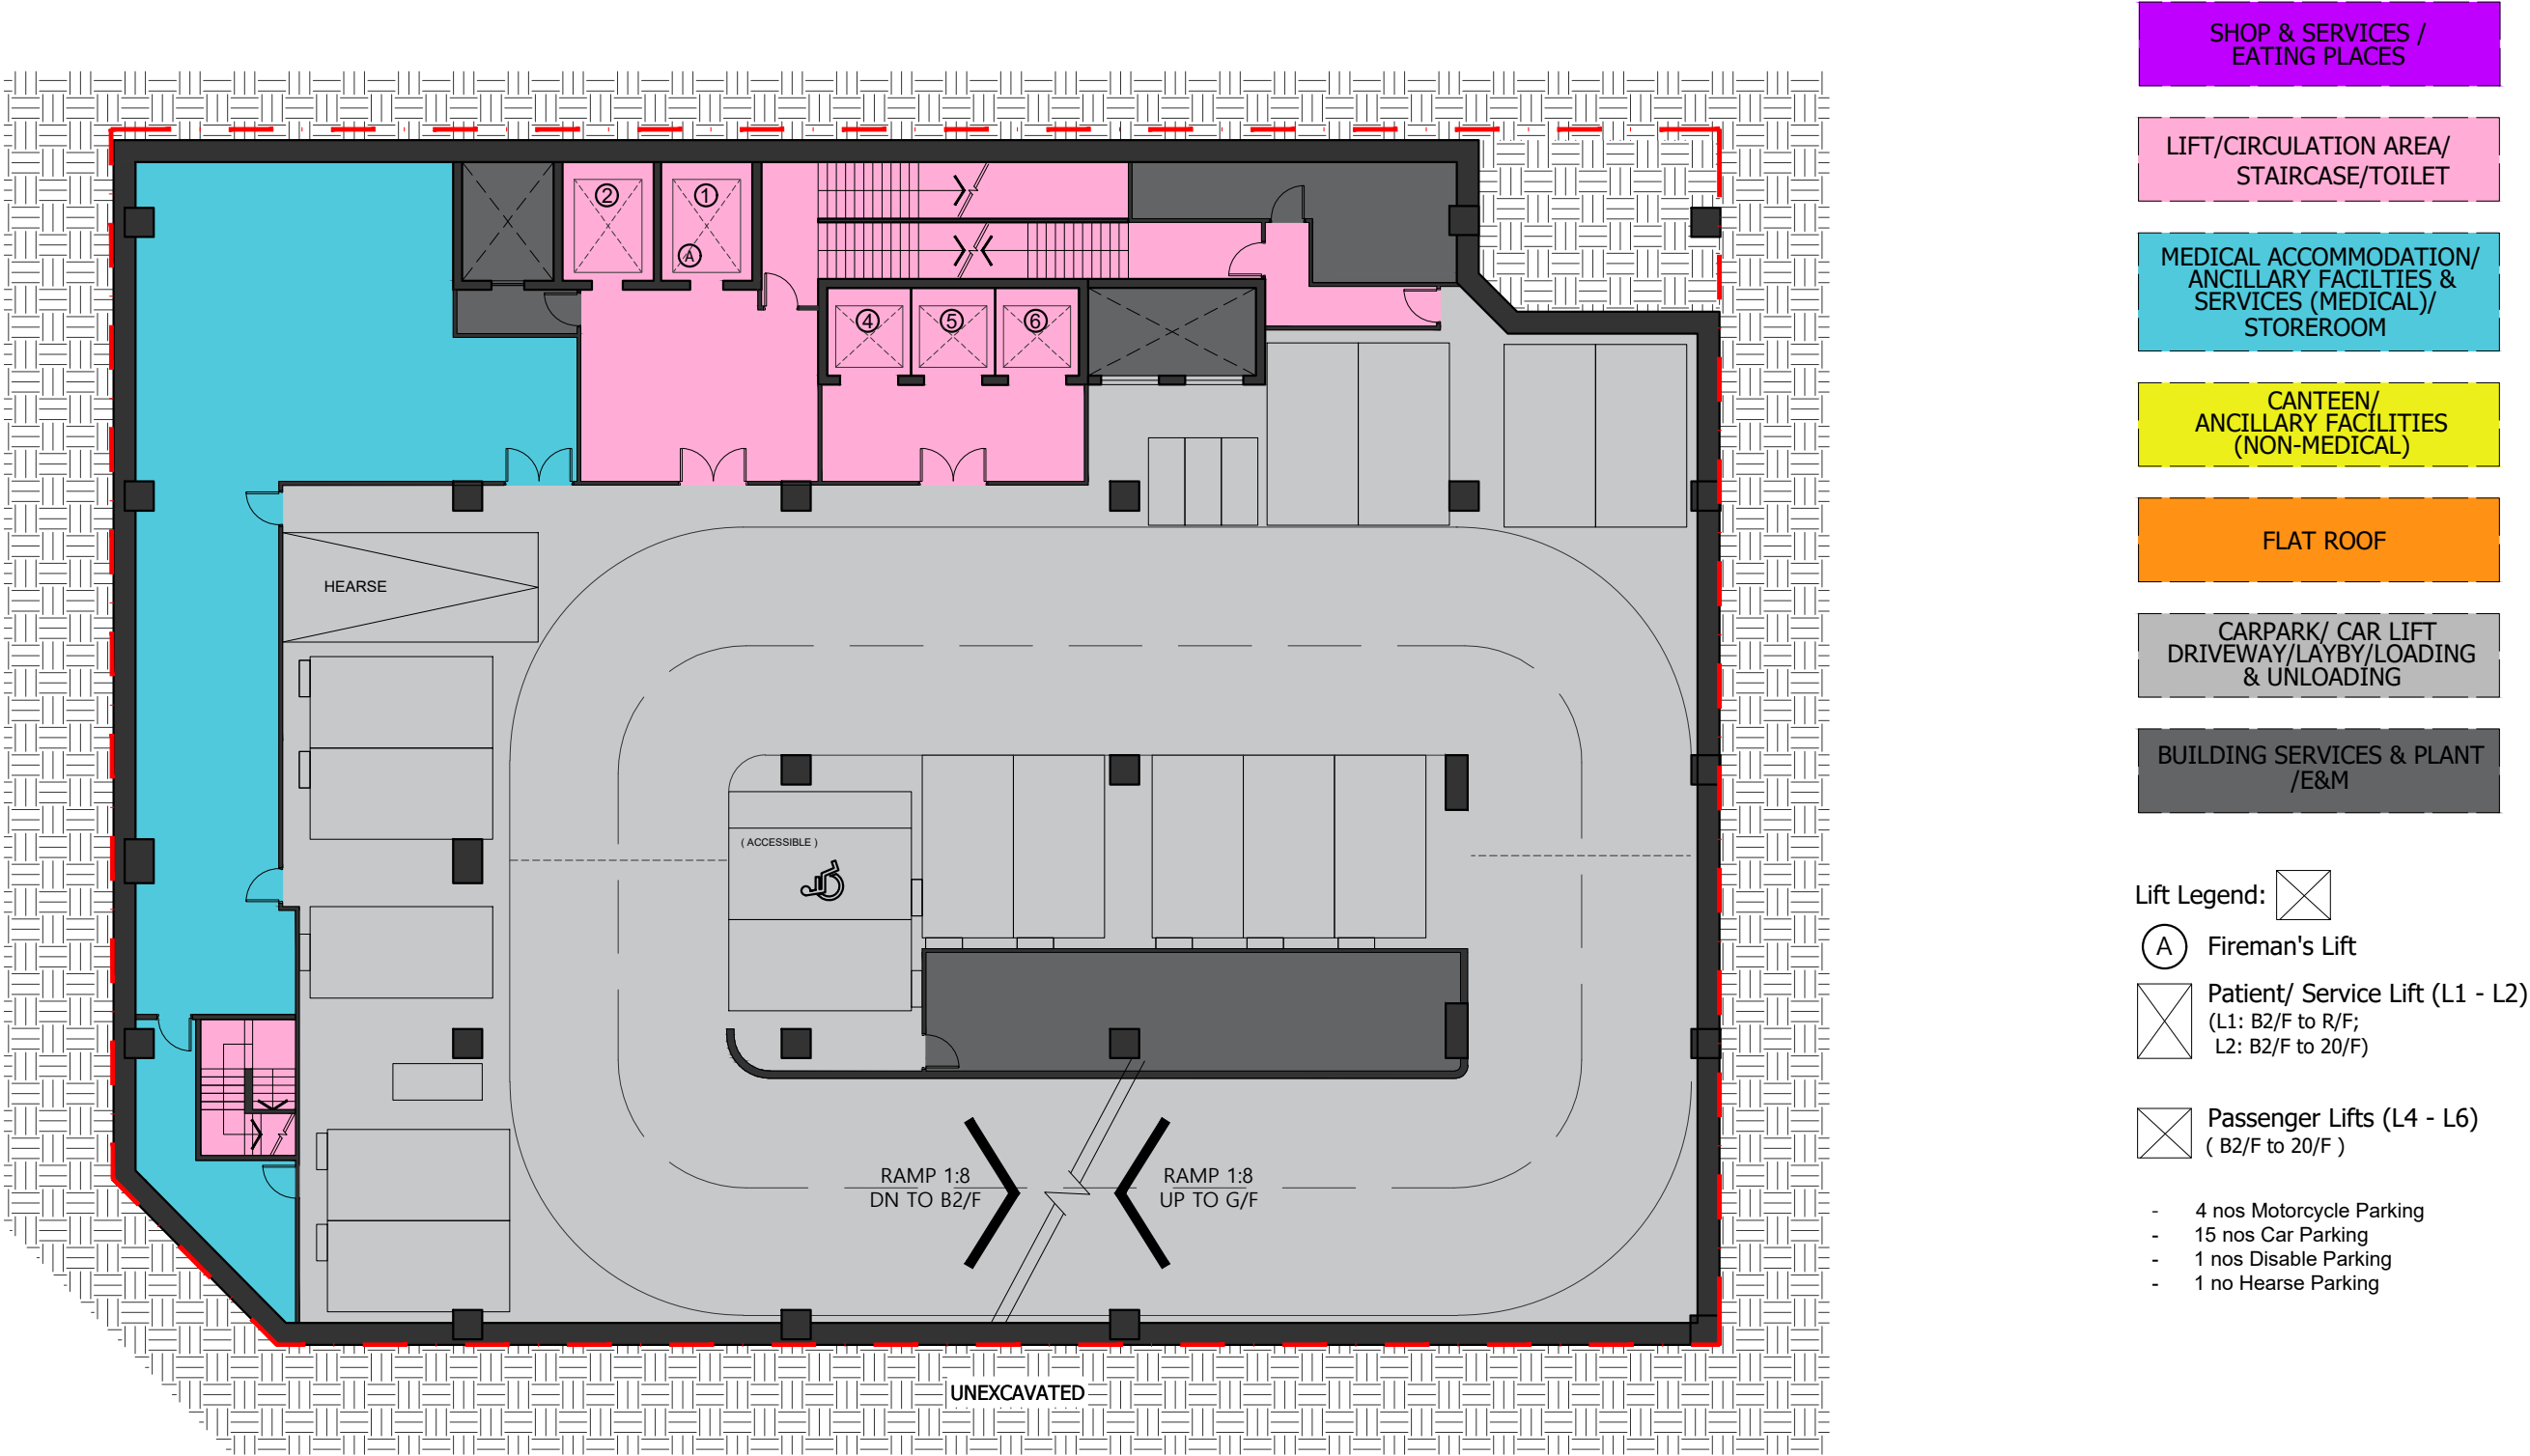 2
1
A
4
5
6
HEARSE
( ACCESSIBLE )
RAMP 1:8
DN TO B2/F
RAMP 1:8
UP TO G/F
UNEXCAVATED
SHOP & SERVICES /
EATING PLACES
LIFT/CIRCULATION AREA/
STAIRCASE/TOILET
MEDICAL ACCOMMODATION/
ANCILLARY FACILTIES &
SERVICES (MEDICAL)/
STOREROOM
CANTEEN/
ANCILLARY FACILITIES
(NON-MEDICAL)
FLAT ROOF
CARPARK/ CAR LIFT
DRIVEWAY/LAYBY/LOADING
& UNLOADING
BUILDING SERVICES & PLANT
/E&M
Lift Legend:
A Fireman's Lift
Patient/ Service Lift (L1 - L2)
(L1: B2/F to R/F;
L2: B2/F to 20/F)
Passenger Lifts (L4 - L6)
( B2/F to 20/F )
- 4 nos Motorcycle Parking
- 15 nos Car Parking
- 1 nos Disable Parking
- 1 no Hearse Parking